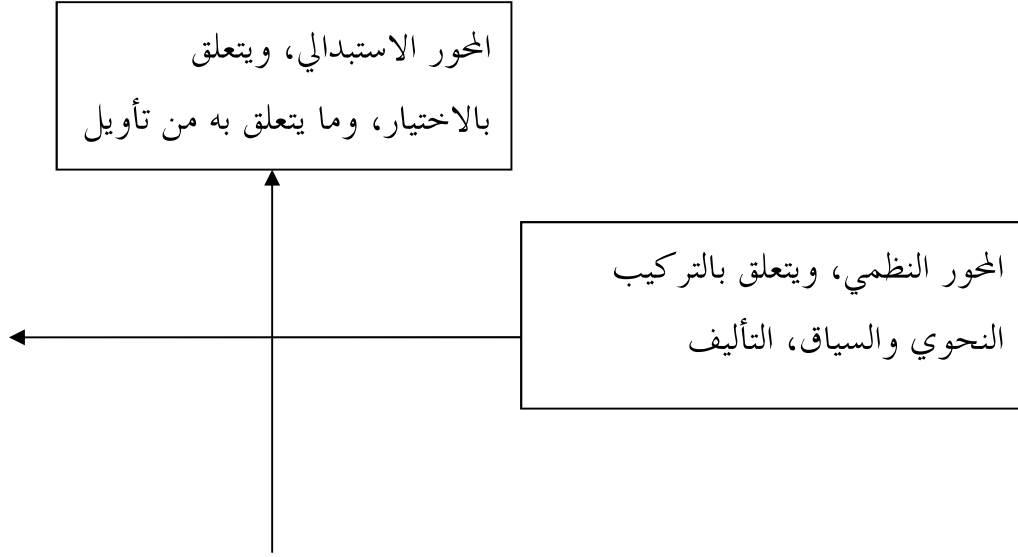 المحور الاستبدالي، ويتعلق
بالاختيار، وما يتعلق به من تأويل
المحور النظمي، ويتعلق بالتركيب
النحوي والسياق، التأليف